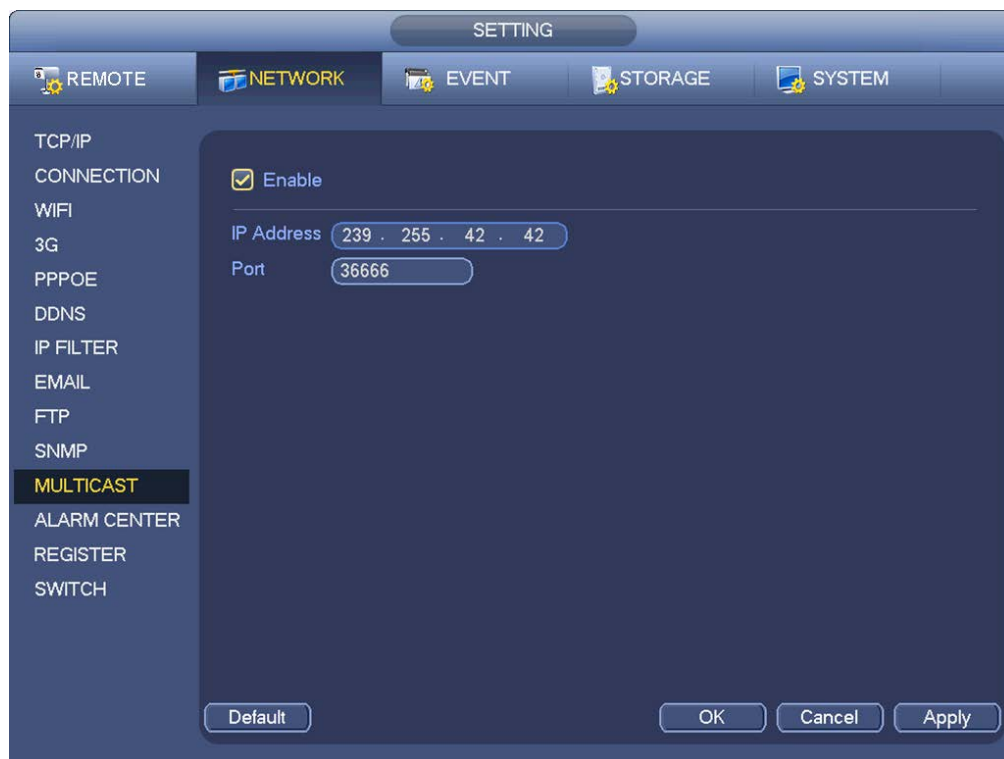 SETTING
REMOTE NETWORK EVENT STORAGE SYSTEM
TCP/IP
CONNECTION
WIFI
3G
PPPOE
DDNS
IP FILTER
EMAIL
FTP
SNMP
MULTICAST
ALARM CENTER
REGISTER
SWITCH
Enable
IP Address 239 . 255 . 42 . 42
Port 36666
Default OK Cancel Apply